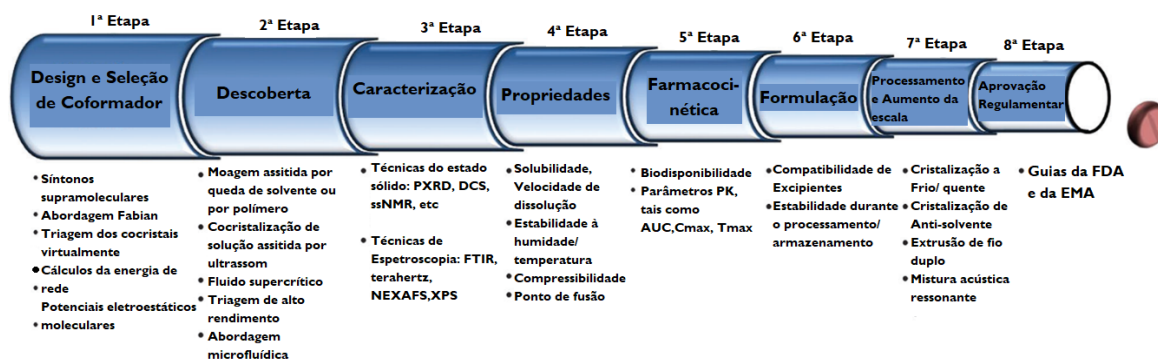 1ª Etapa
2ª Etapa
3ª Etapa
4ª Etapa
5ª Etapa
6ª Etapa
7ª Etapa
8ª Etapa
Design e Seleção
de Coformador
Descoberta
Caracterização
Propriedades
Farmacoci-
nética
Formulação
Processamento
e Aumento da
escala
Aprovação
Regulamentar
• Síntonos
supramoleculares
• Abordagem Fabian
• Triagem dos cocristais
virtualmente
• Cálculos da energia de
• rede
Potenciais eletroestáticos
• moleculares
• Moagem assitida por
queda de solvente ou
por polímero
• Cocristalização de
solução assitida por
ultrassom
• Fluido supercrítico
• Triagem de alto
rendimento
• Abordagem
microfluídica
• Técnicas do estado
sólido: PXRD, DCS,
ssNMR, etc
• Técnicas de
Espetroscopia: FTIR,
terahertz,
NEXAFS,XPS
• Solubilidade,
Velocidade de
dissolução
• Estabilidade à
humidade/
temperatura
• Compressibilidade
• Ponto de fusão
• Biodisponibilidade
• Parâmetros PK,
tais como
AUC,Cmax, Tmax
• Compatibilidade de
Excipientes
• Estabilidade durante
o processamento/
armazenamento
• Cristalização a
Frio/ quente
• Cristalização de
Anti-solvente
• Extrusão de fio
duplo
• Mistura acústica
ressonante
• Guias da FDA
e da EMA